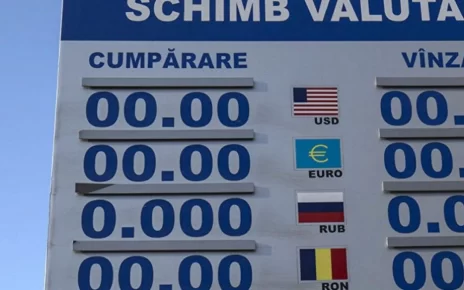 SCHIMB VALUTA
CUMPĂRARE VÎNZA
00.00 USD 00.
00.00 EURO 00.
0.000 RUB 0.0
00.00 RON 00.